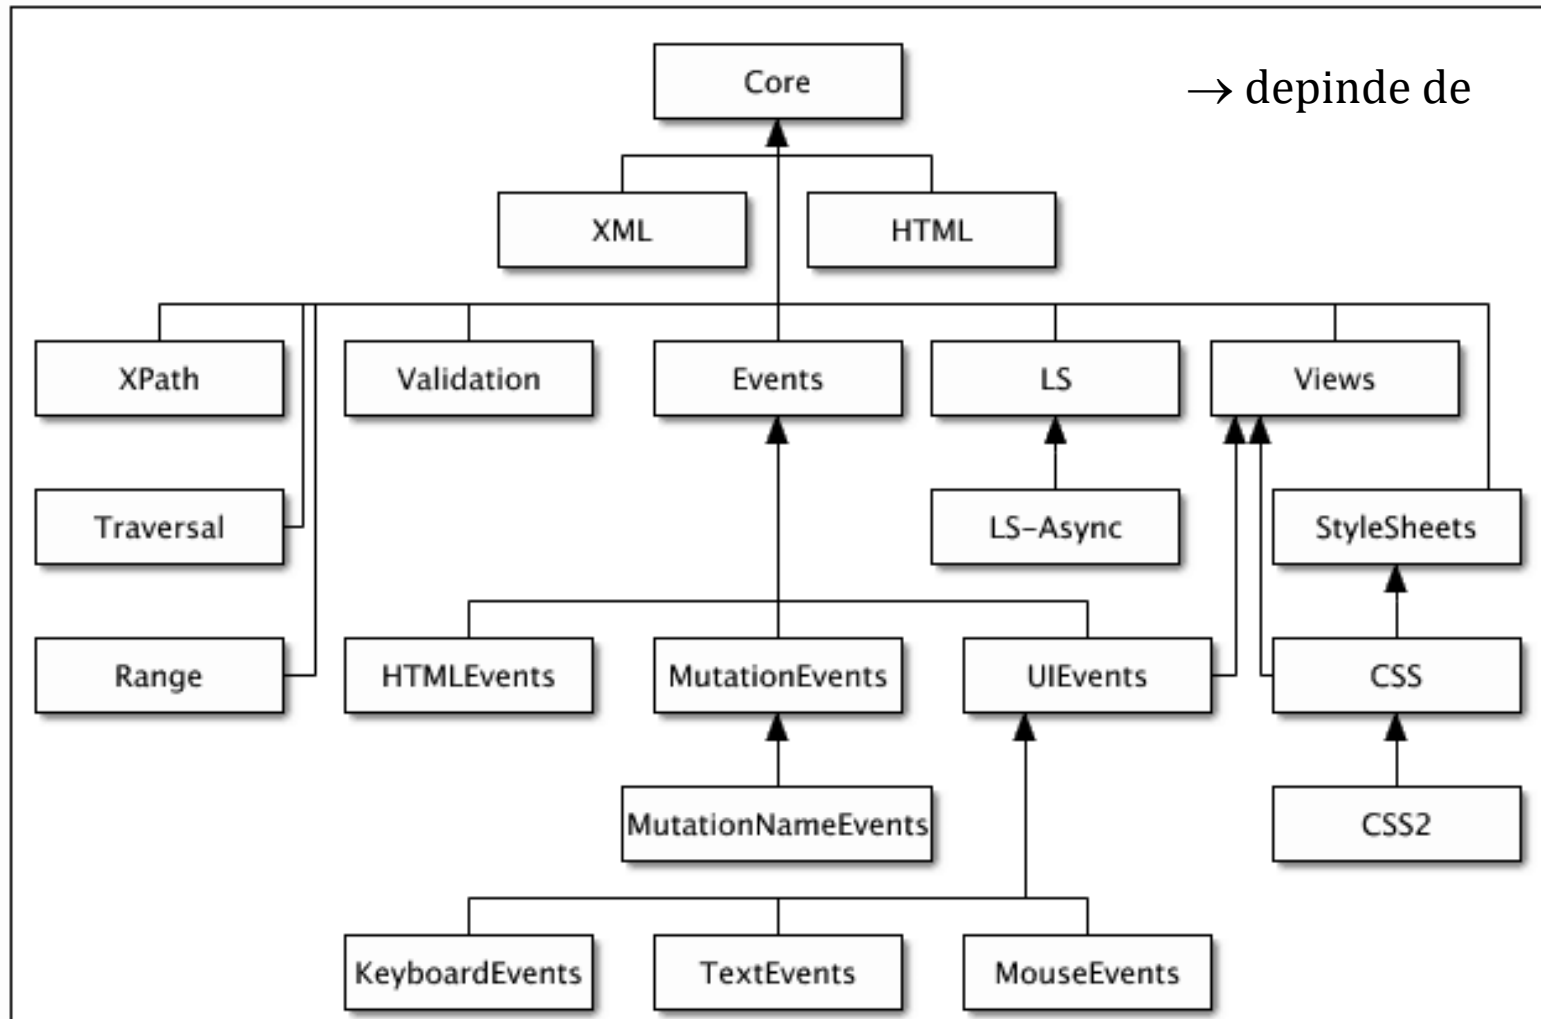 Core
→ depinde de
XML
HTML
XPath
Validation
Events
LS
Views
Traversal
LS-Async
StyleSheets
Range
HTMLEvents
MutationEvents
UIEvents
CSS
MutationNameEvents
CSS2
KeyboardEvents
TextEvents
MouseEvents